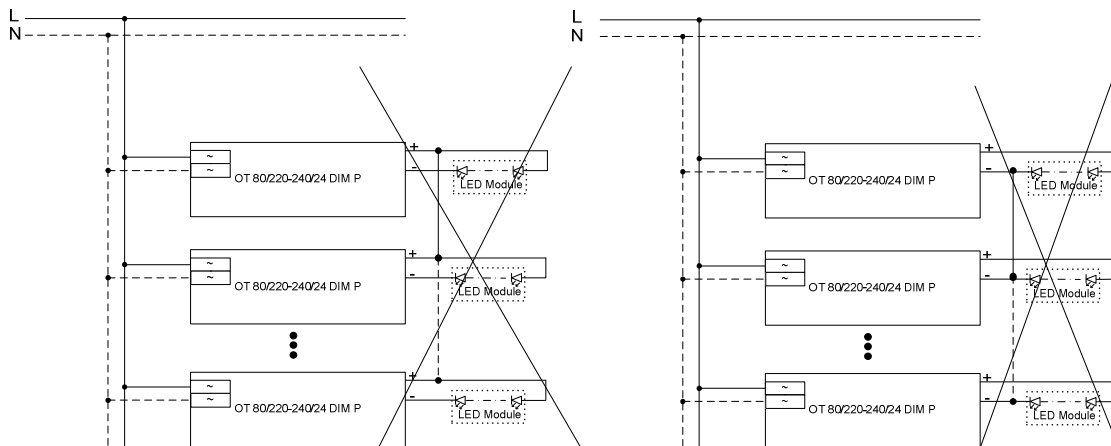 L
N
~
~
OT 80/220-240/24 DIM P
+
-
LED Module
~
~
OT 80/220-240/24 DIM P
+
-
LED Module
~
~
OT 80/220-240/24 DIM P
+
-
LED Module
L
N
~
~
OT 80/220-240/24 DIM P
+
-
LED Module
~
~
OT 80/220-240/24 DIM P
+
-
LED Module
~
~
OT 80/220-240/24 DIM P
+
-
LED Module